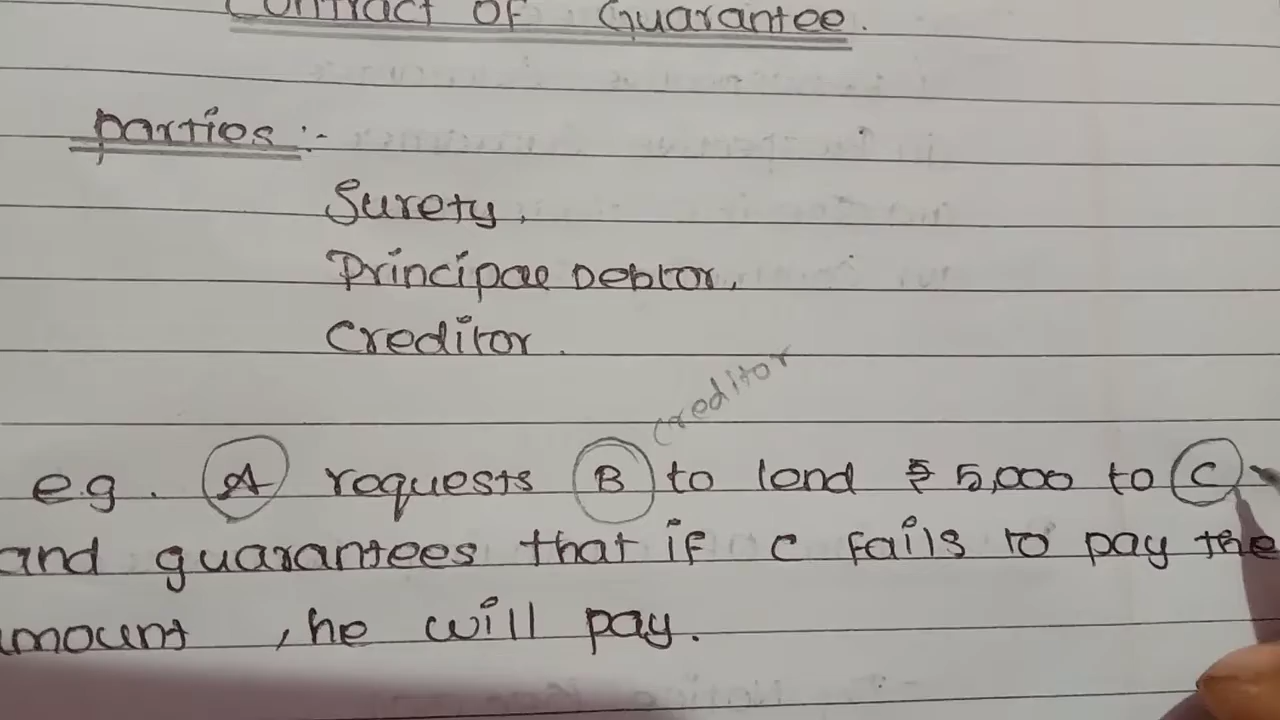 Contract of Guarantee.
Parties :-
Surety,
Principal Debtor,
Creditor.
creditor
e.g. A requests B to lend ₹ 5,000 to C
and guarantees that if C fails to pay the
mount, he will pay.